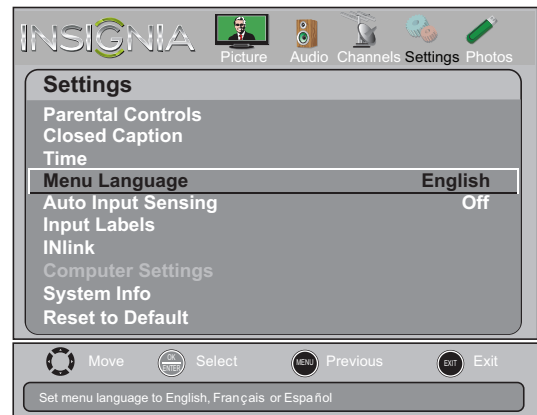 INSIGNIA
Picture Audio Channels Settings Photos
Settings
Parental Controls
Closed Caption
Time
Menu Language English
Auto Input Sensing Off
Input Labels
INlink
Computer Settings
System Info
Reset to Default
Move OK ENTER Select MENU Previous EXIT Exit
Set menu language to English, Français or Español